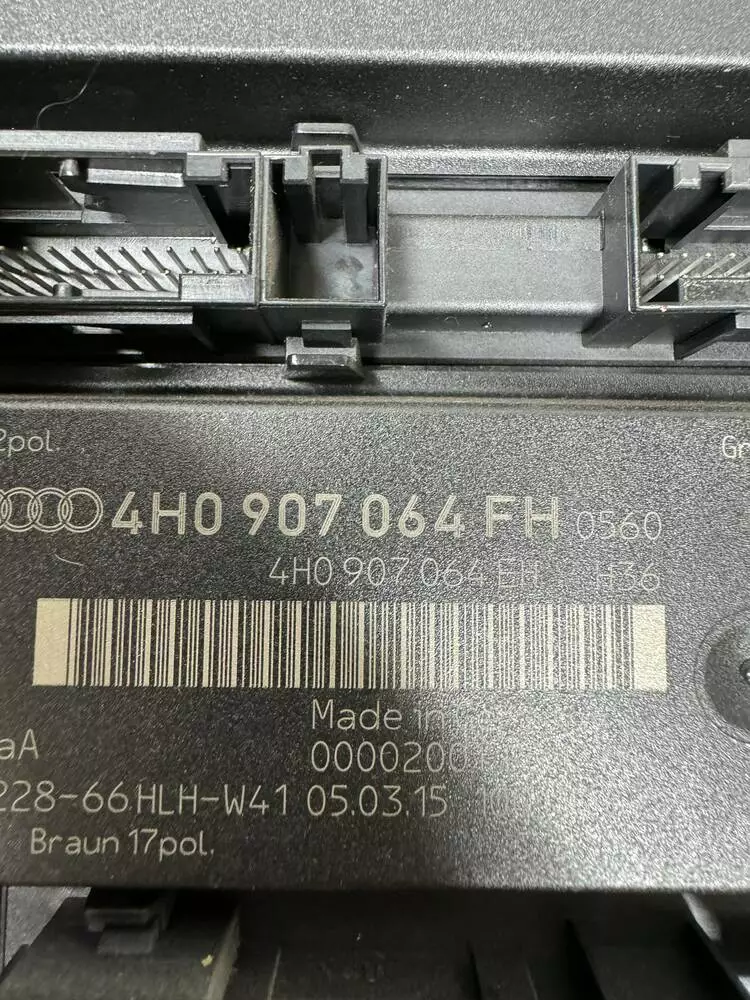 2pol.
Gr
4H0 907 064 FH 0560
4H0 907 064 EH H36
Made in
aA
228-66 HLH-W41 05.03.15
Braun 17pol.